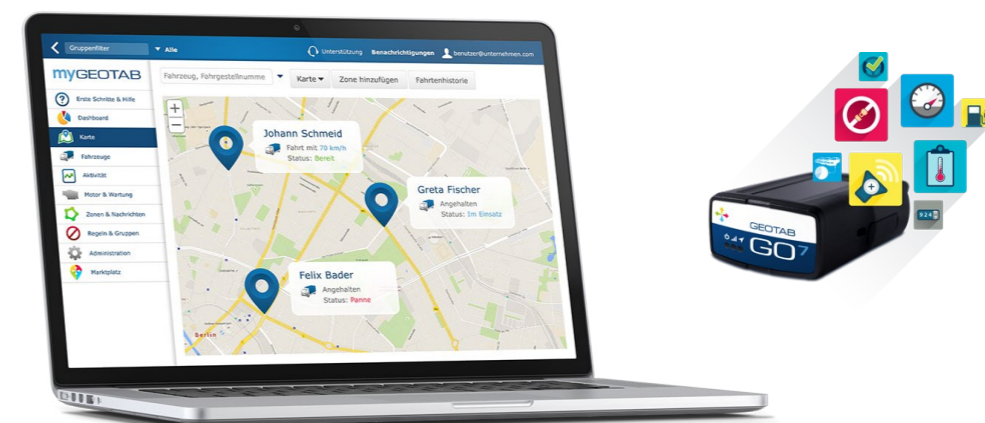 Gruppenfilter
Alle
Unterstützung
Benachrichtigungen
benutzer@unternehmen.com
myGEOTAB
Fahrzeug, Fahrgestellnumme
Karte
Zone hinzufügen
Fahrtenhistorie
Erste Schritte & Hilfe
Dashboard
Karte
Fahrzeuge
Aktivität
Motor & Wartung
Zonen & Nachrichten
Regeln & Gruppen
Administration
Marktplatz
+
−
Johann Schmeid
Fahrt mit 70 km/h
Status: Bereit
Greta Fischer
Angehalten
Status: Im Einsatz
Felix Bader
Angehalten
Status: Panne
Berlin
GEOTAB
GO7
924